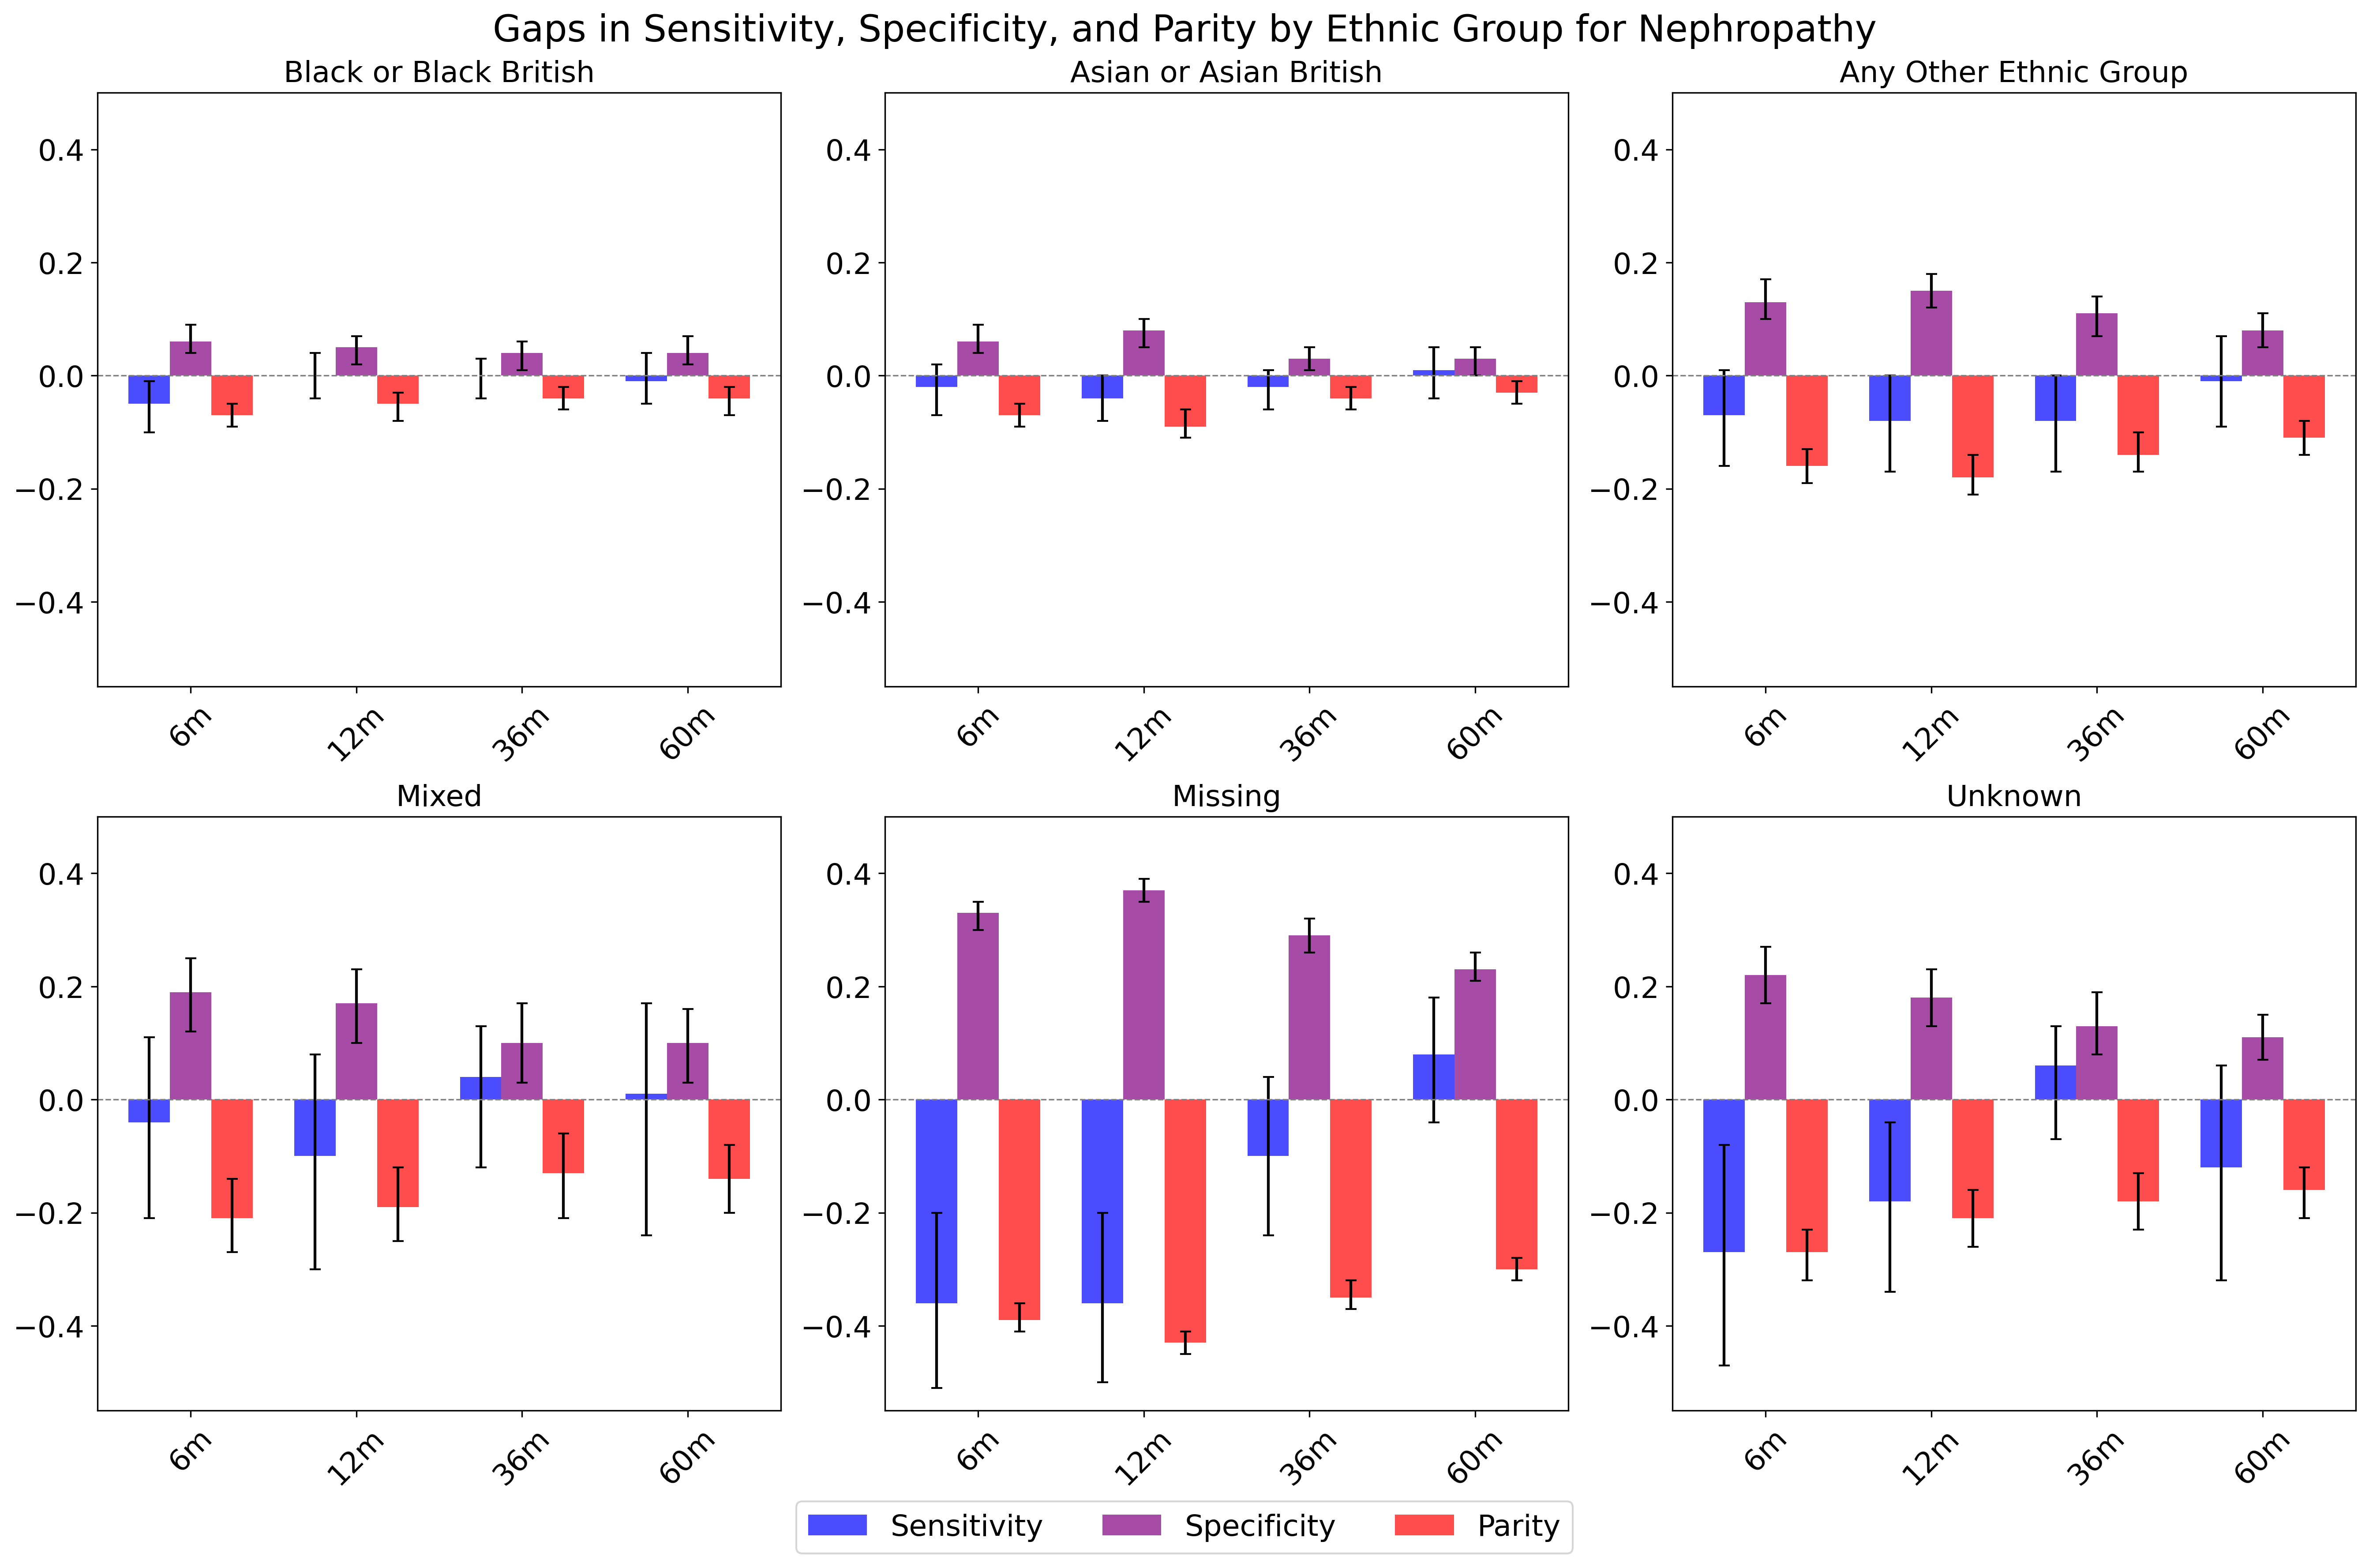 Gaps in Sensitivity, Specificity, and Parity by Ethnic Group for Nephropathy
Black or Black British
0.4
0.2
0.0
−0.2
−0.4
6m
12m
36m
60m
Asian or Asian British
0.4
0.2
0.0
−0.2
−0.4
6m
12m
36m
60m
Any Other Ethnic Group
0.4
0.2
0.0
−0.2
−0.4
6m
12m
36m
60m
Mixed
0.4
0.2
0.0
−0.2
−0.4
6m
12m
36m
60m
Missing
0.4
0.2
0.0
−0.2
−0.4
6m
12m
36m
60m
Unknown
0.4
0.2
0.0
−0.2
−0.4
6m
12m
36m
60m
Sensitivity
Specificity
Parity